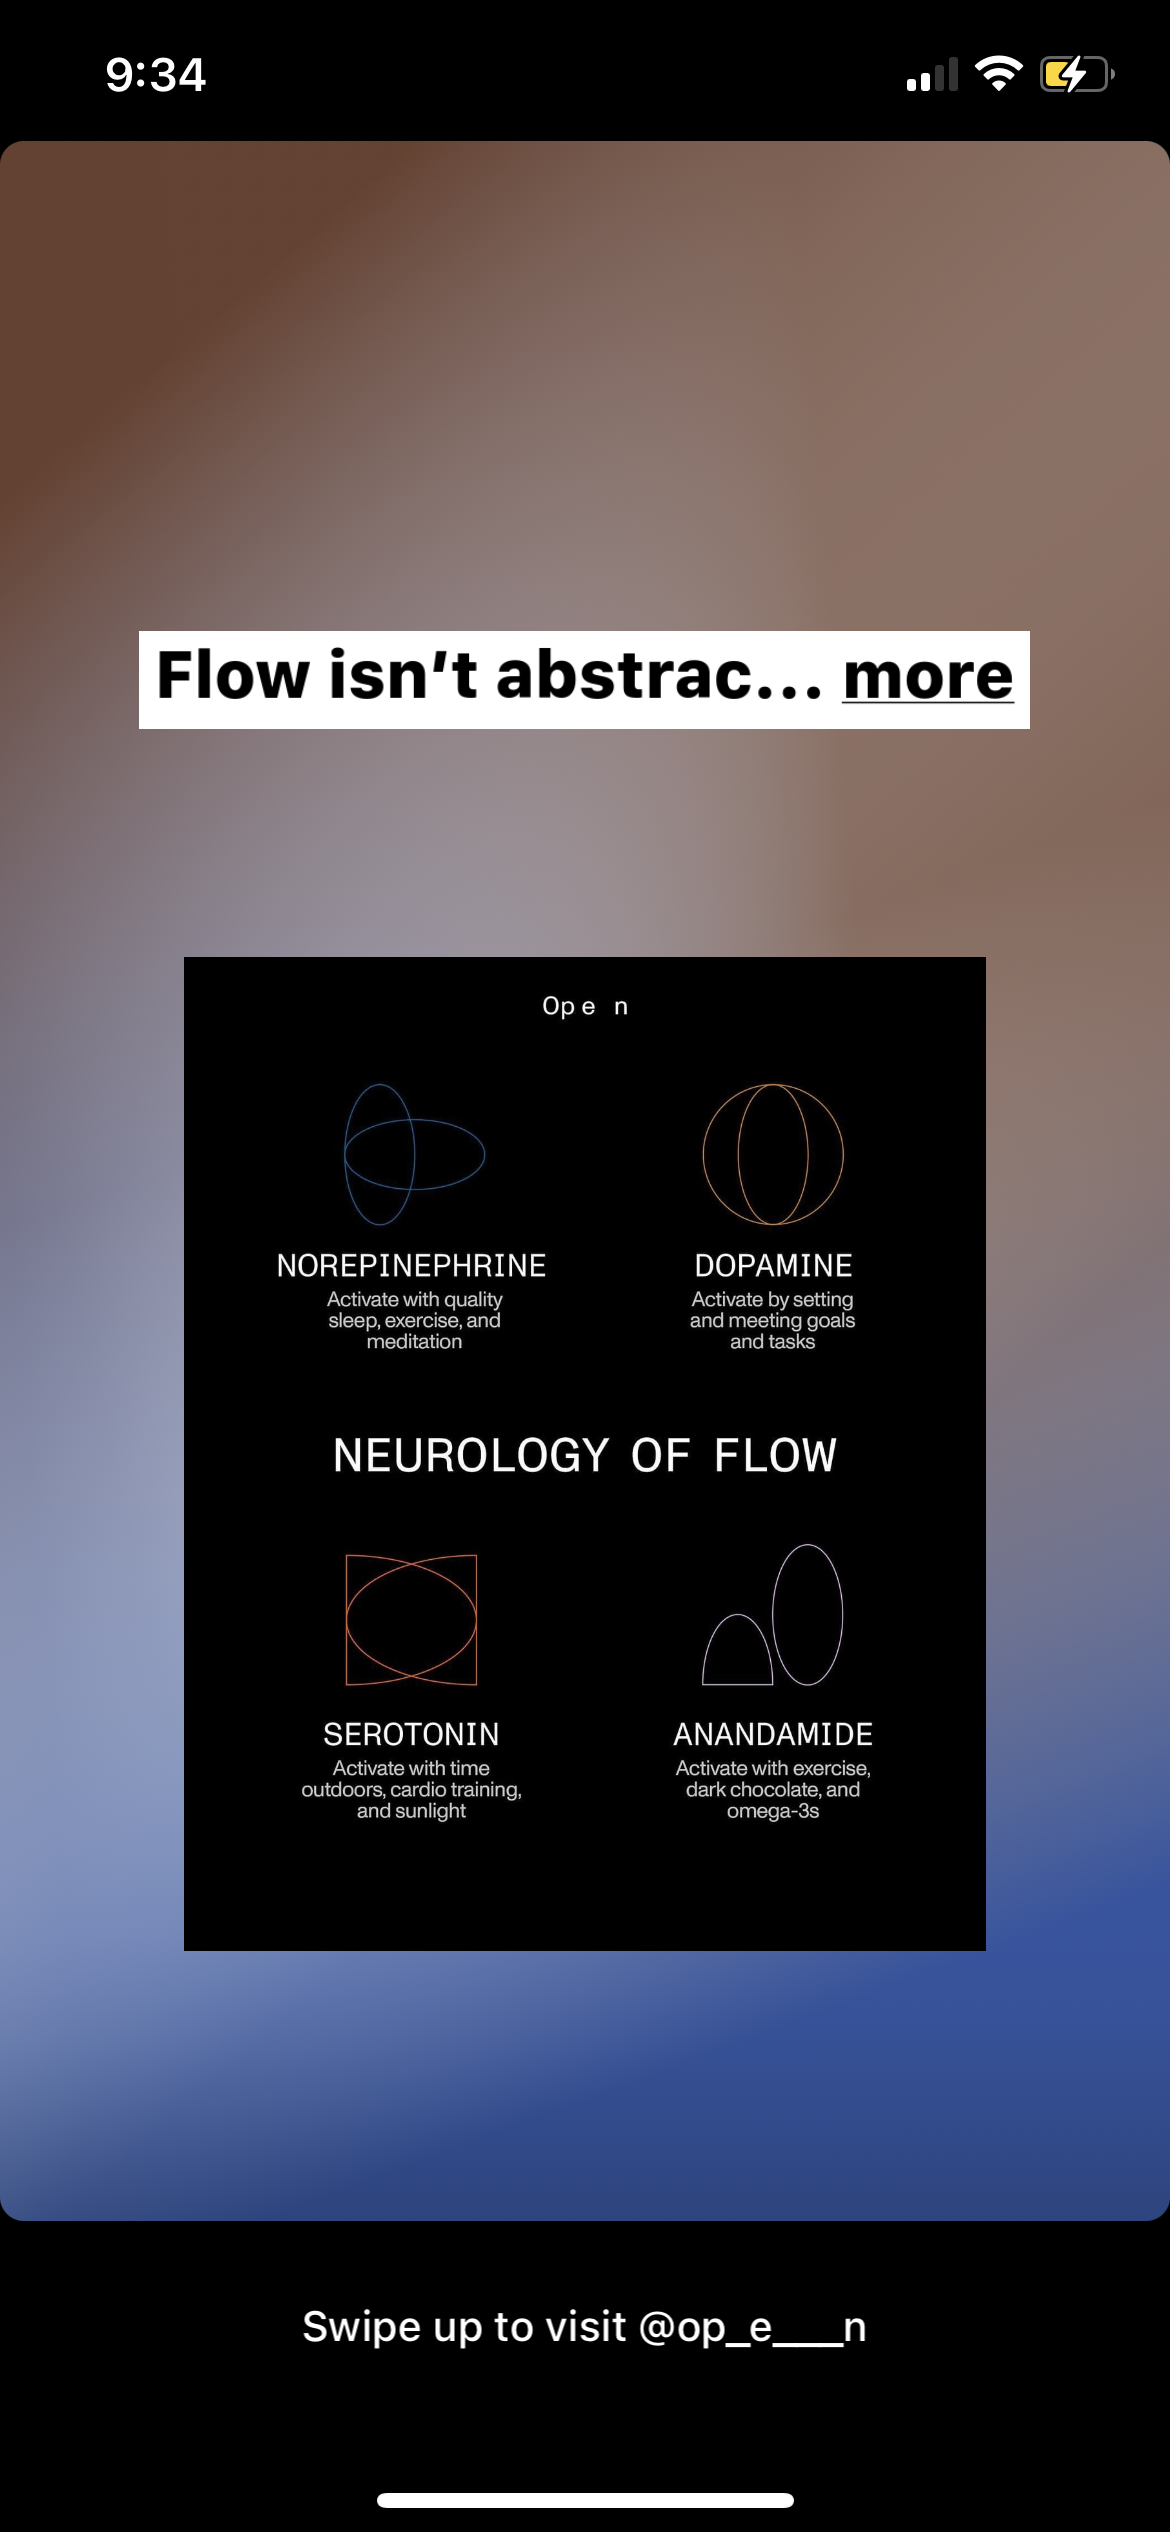 9:34
Flow isn't abstrac... more
Op e n
NOREPINEPHRINE
Activate with quality
sleep, exercise, and
meditation
DOPAMINE
Activate by setting
and meeting goals
and tasks
NEUROLOGY OF FLOW
SEROTONIN
Activate with time
outdoors, cardio training,
and sunlight
ANANDAMIDE
Activate with exercise,
dark chocolate, and
omega-3s
Swipe up to visit @op_e___n